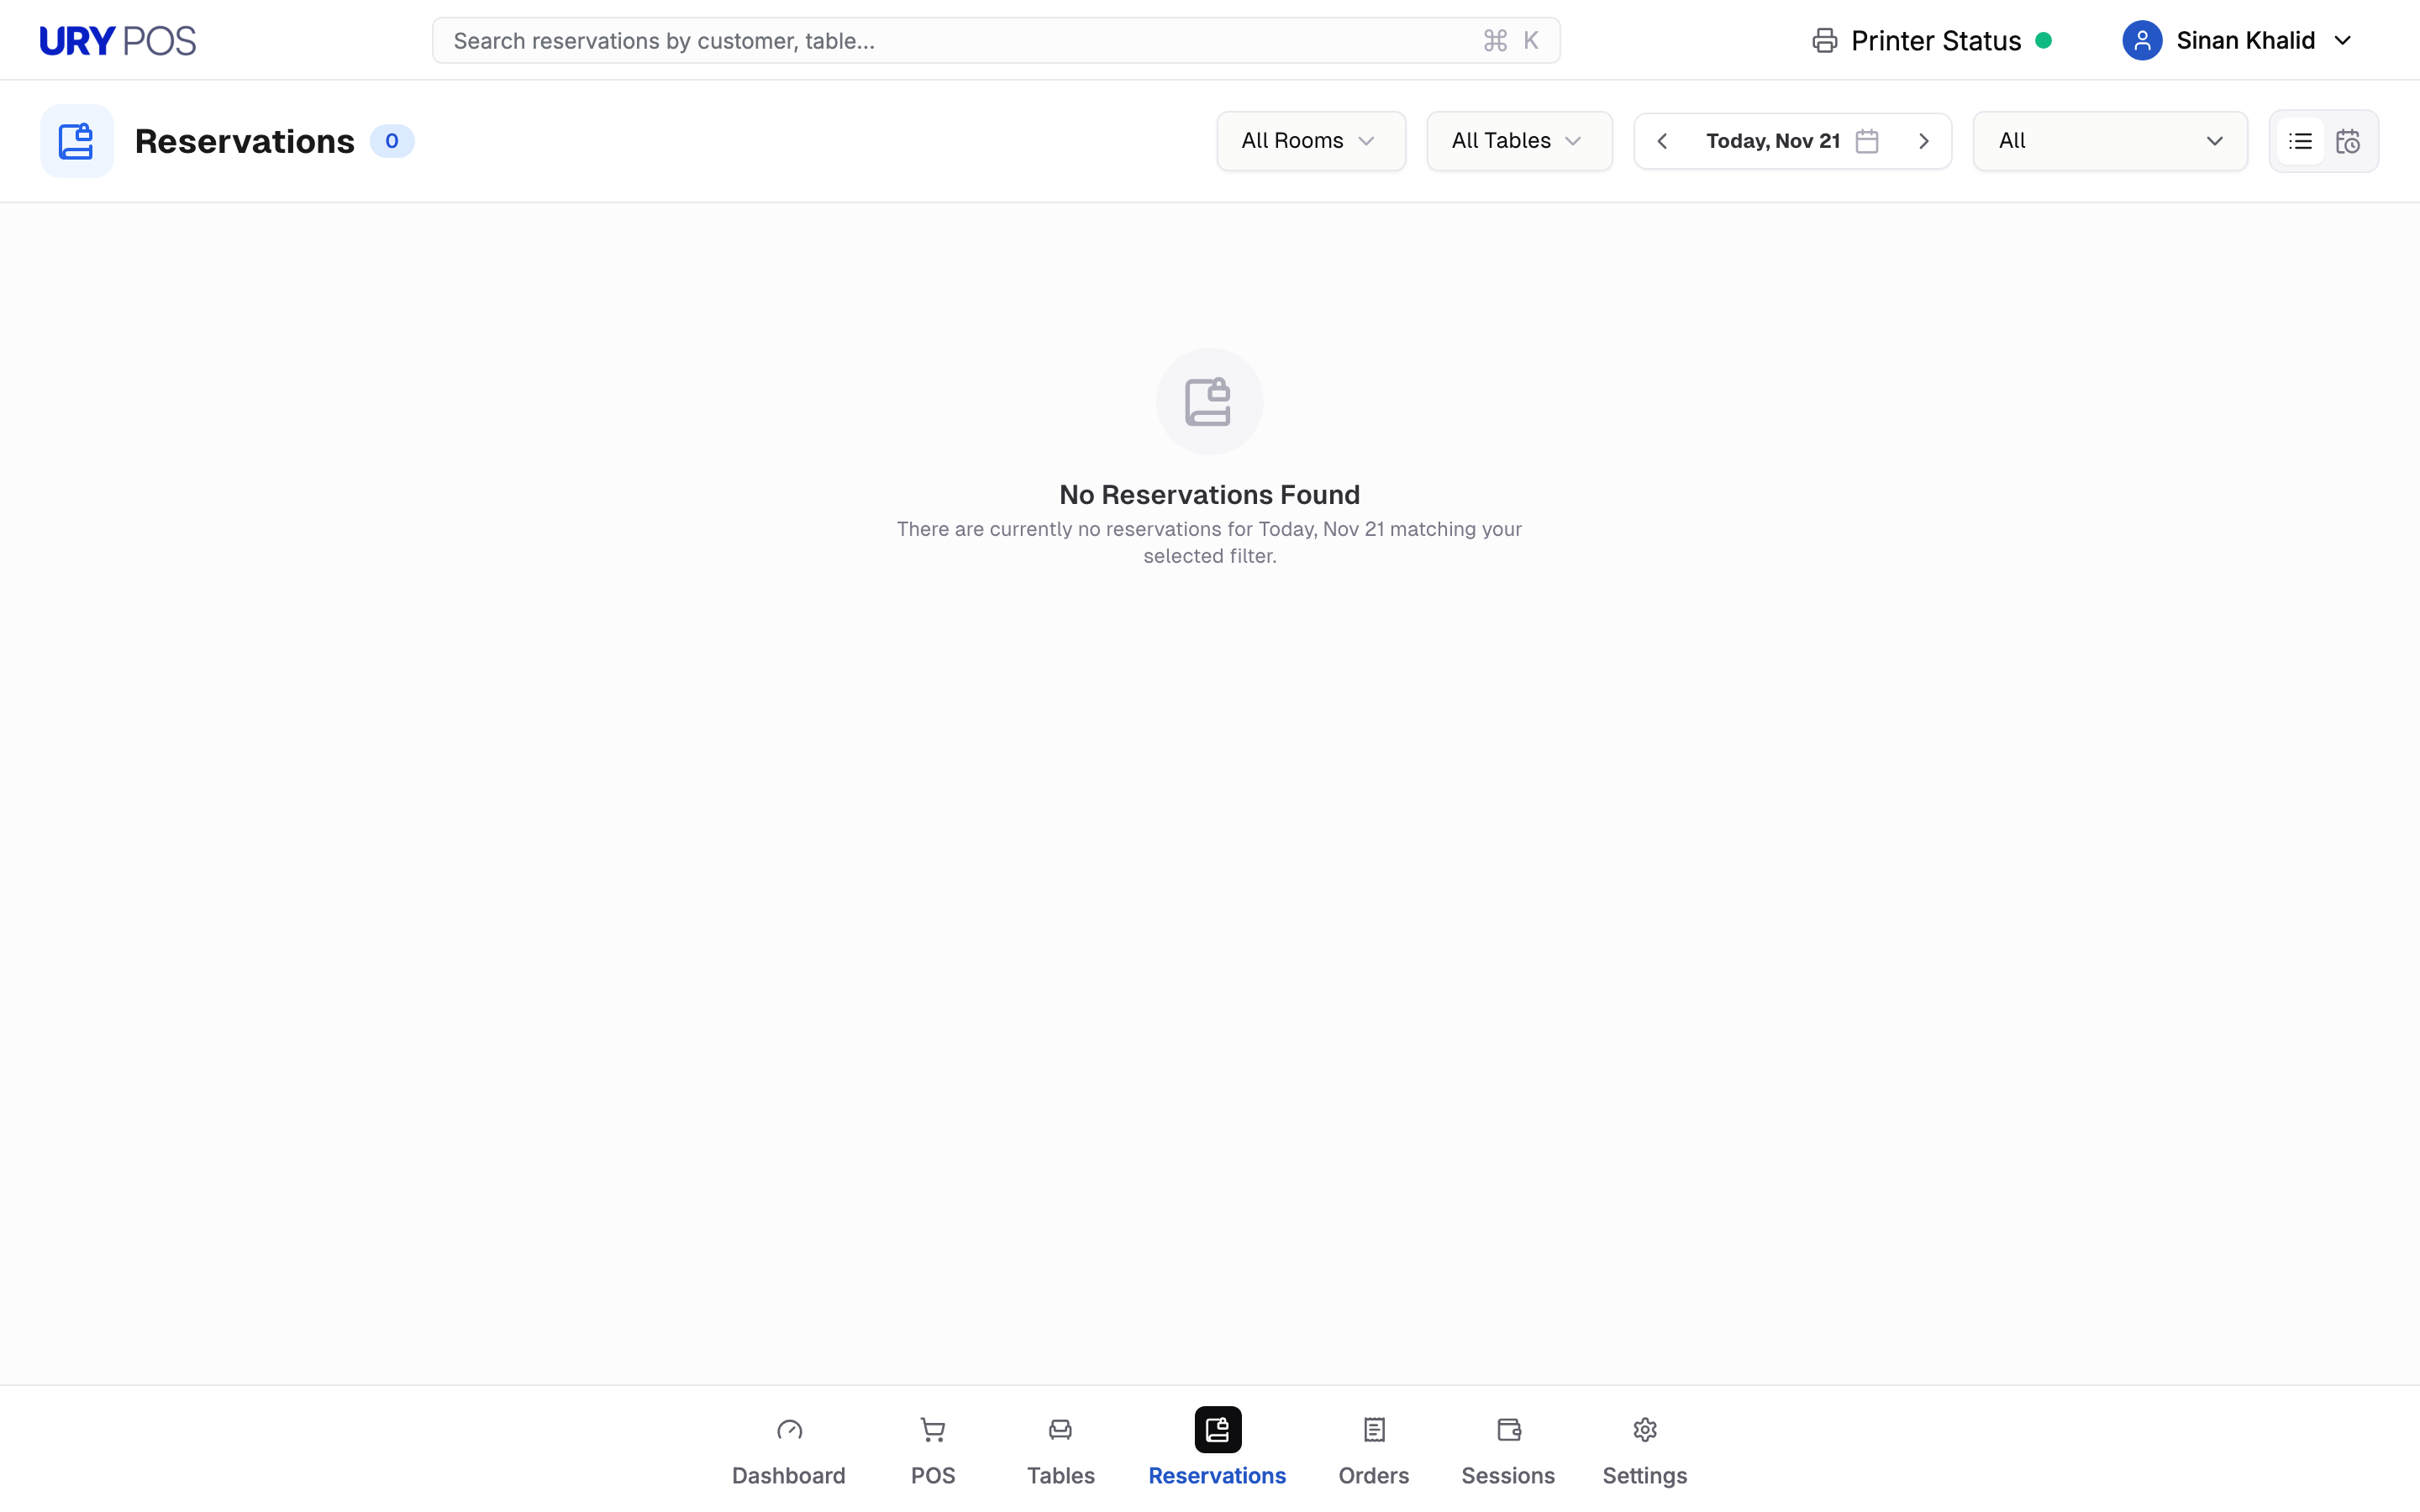 URY POS
Search reservations by customer, table...
⌘ K
Printer Status
Sinan Khalid
Reservations
0
All Rooms
All Tables
Today, Nov 21
All
No Reservations Found
There are currently no reservations for Today, Nov 21 matching your
selected filter.
Dashboard
POS
Tables
Reservations
Orders
Sessions
Settings